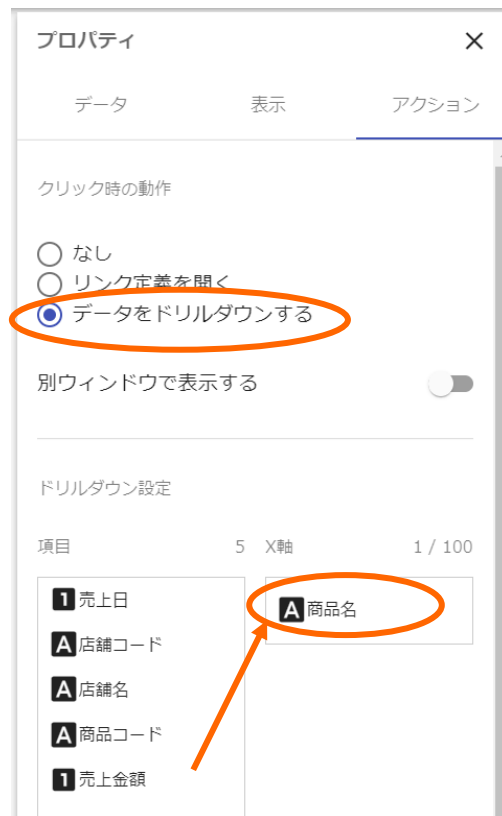 プロパティ
データ 表示 アクション
クリック時の動作
なし
リンク定義を開く
データをドリルダウンする
別ウィンドウで表示する
ドリルダウン設定
項目 5 X軸 1 / 100
1 売上日
A 商品名
A 店舗コード
A 店舗名
A 商品コード
1 売上金額